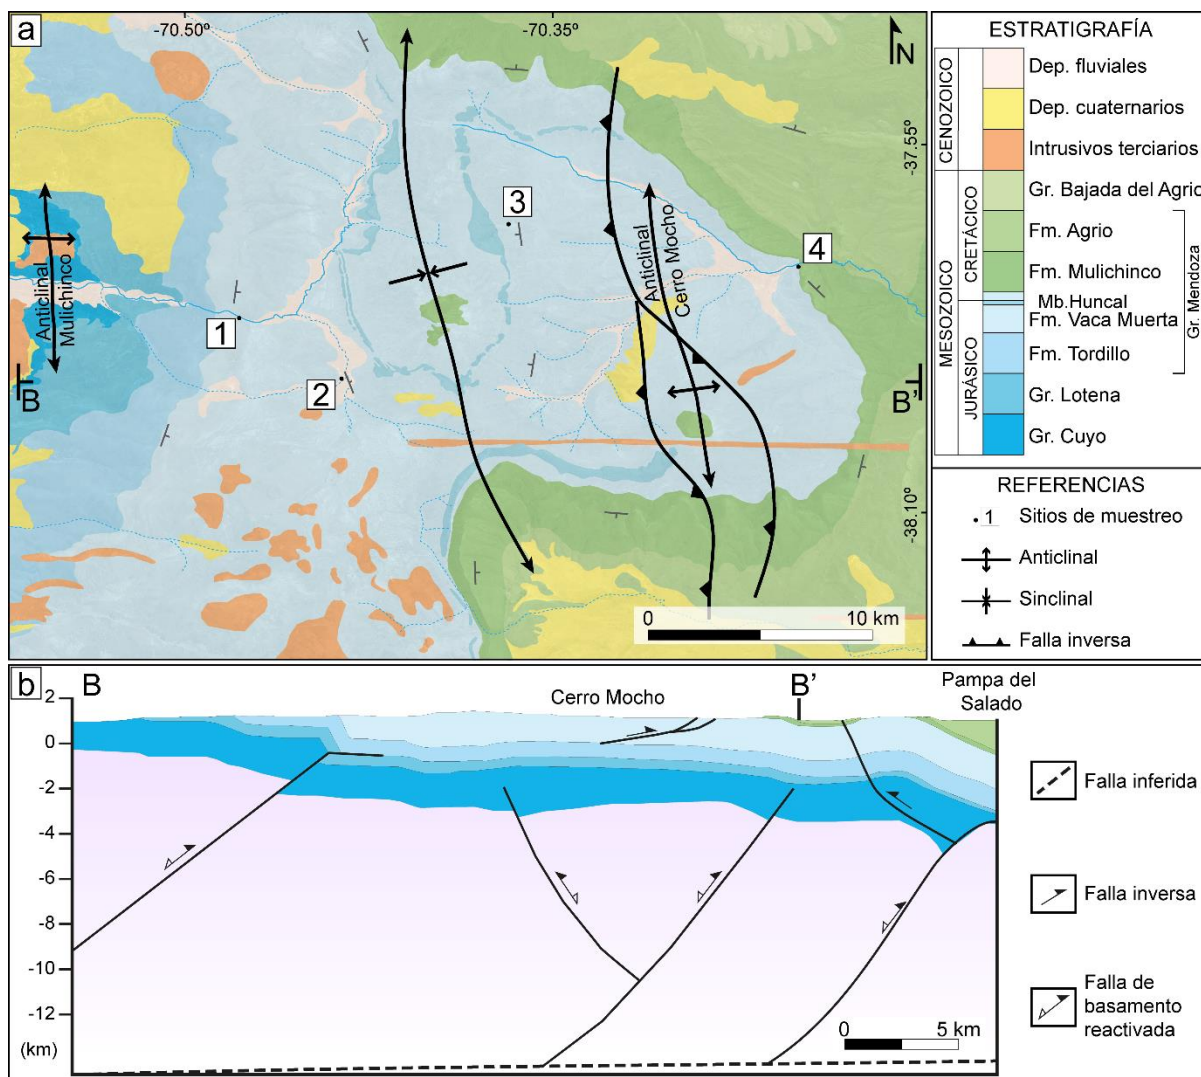 a
-70.50º
-70.35º
N
-37.55º
-38.10º
Anticlinal
Mulichinco
Anticlinal
Cerro Mocho
1
2
3
4
B
B'
0
10 km
ESTRATIGRAFÍA
CENOZOICO
MESOZOICO
CRETÁCICO
JURÁSICO
Dep. fluviales
Dep. cuaternarios
Intrusivos terciarios
Gr. Bajada del Agrio
Fm. Agrio
Fm. Mulichinco
Mb.Huncal
Fm. Vaca Muerta
Fm. Tordillo
Gr. Lotena
Gr. Cuyo
Gr. Mendoza
REFERENCIAS
1 Sitios de muestreo
Anticlinal
Sinclinal
Falla inversa
b
B
Cerro Mocho
B'
Pampa del
Salado
2
0
-2
-4
-6
-8
-10
-12
(km)
0
5 km
Falla inferida
Falla inversa
Falla de
basamento
reactivada